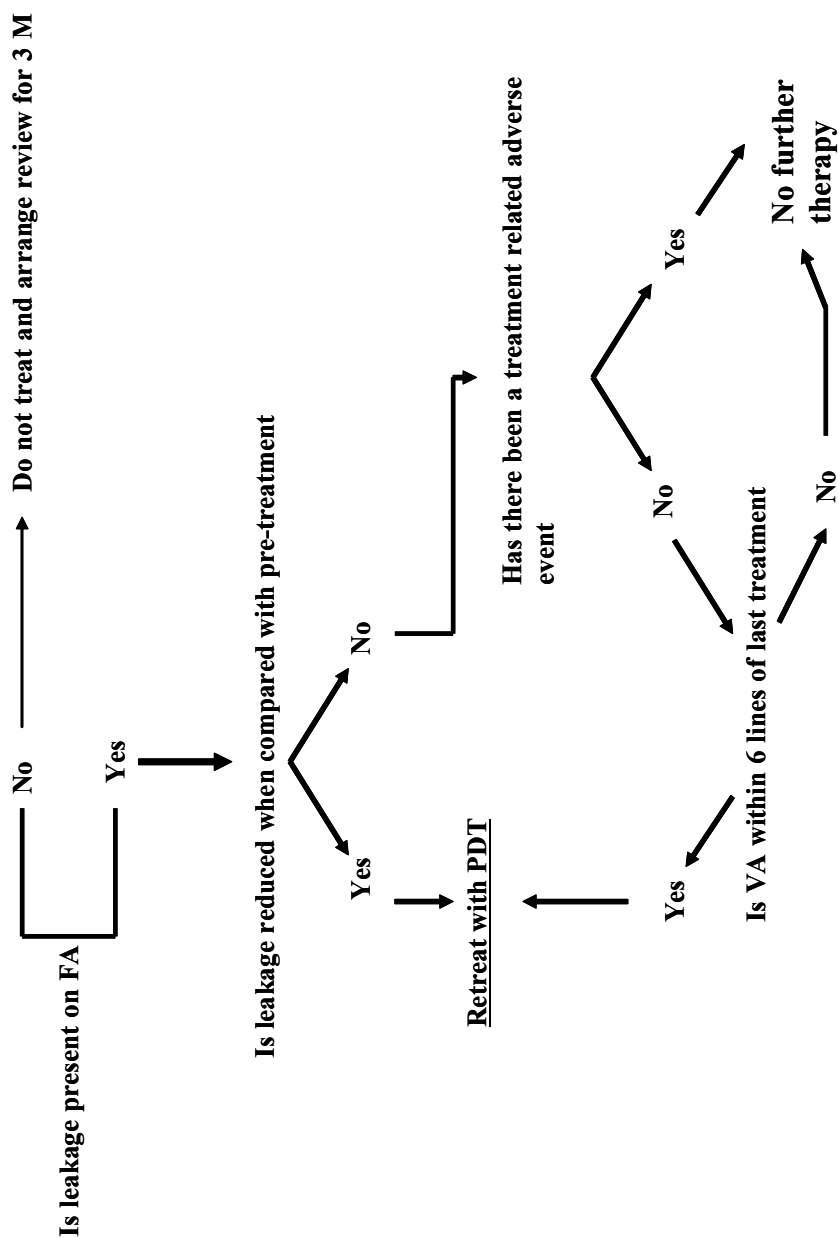 Is leakage present on FA
No
Do not treat and arrange review for 3 M
Yes
Is leakage reduced when compared with pre-treatment
Yes
No
Retreat with PDT
Has there been a treatment related adverse
event
No
Yes
Yes
Is VA within 6 lines of last treatment
No
No further
therapy